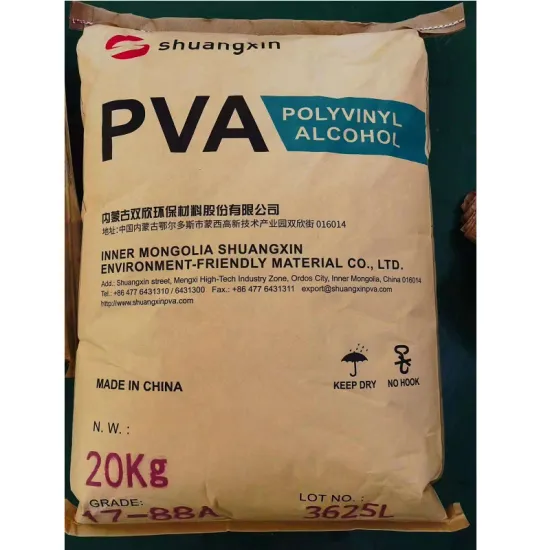 shuangxin
PVA
POLYVINYL
ALCOHOL
内蒙古双欣环保材料股份有限公司
地址:中国内蒙古鄂尔多斯市蒙西高新技术产业园双欣街 016014
INNER MONGOLIA SHUANGXIN
ENVIRONMENT-FRIENDLY MATERIAL CO., LTD.
Add.: Shuangxin street, Mengxi High-Tech Industry Zone, Ordos City, Inner Mongolia, China 016014
Tel.: +86 477 6431310 / 6431300 Fax.: +86 477 6431311 export@shuangxinpva.com
http://www.shuangxinpva.com
KEEP DRY NO HOOK
MADE IN CHINA
N. W. :
20Kg
GRADE: LOT NO. :
17-88A 3625L